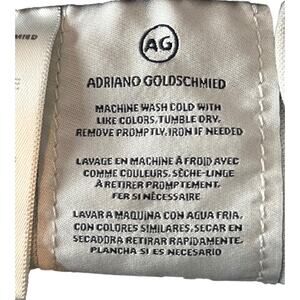 AG
ADRIANO GOLDSCHMIED
MACHINE WASH COLD WITH
LIKE COLORS, TUMBLE DRY.
REMOVE PROMPTLY, IRON IF NEEDED
LAVAGE EN MACHINE À FROID AVEC
COMME COULEURS, SÈCHE-LINGE
À RETIRER PROMPTEMENT,
FER SI NÉCESSAIRE
LAVAR A MAQUINA CON AGUA FRIA,
CON COLORES SIMILARES, SECAR EN
SECADORA RETIRAR RAPIDAMENTE,
PLANCHA SI ES NECESARIO